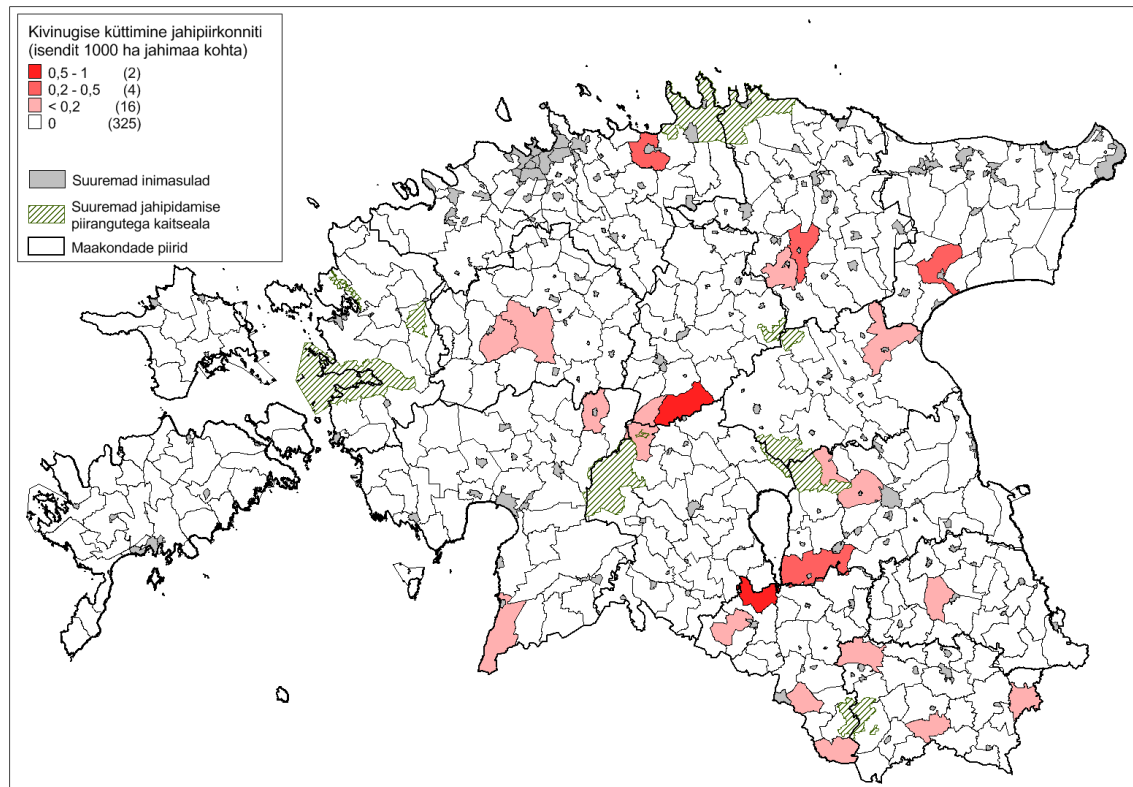 Kivinugise küttimine jahipiirkonniti
(isendit 1000 ha jahimaa kohta)
0,5 - 1 (2)
0,2 - 0,5 (4)
< 0,2 (16)
0 (325)
Suuremad inimasulad
Suuremad jahipidamise
piirangutega kaitseala
Maakondade piirid